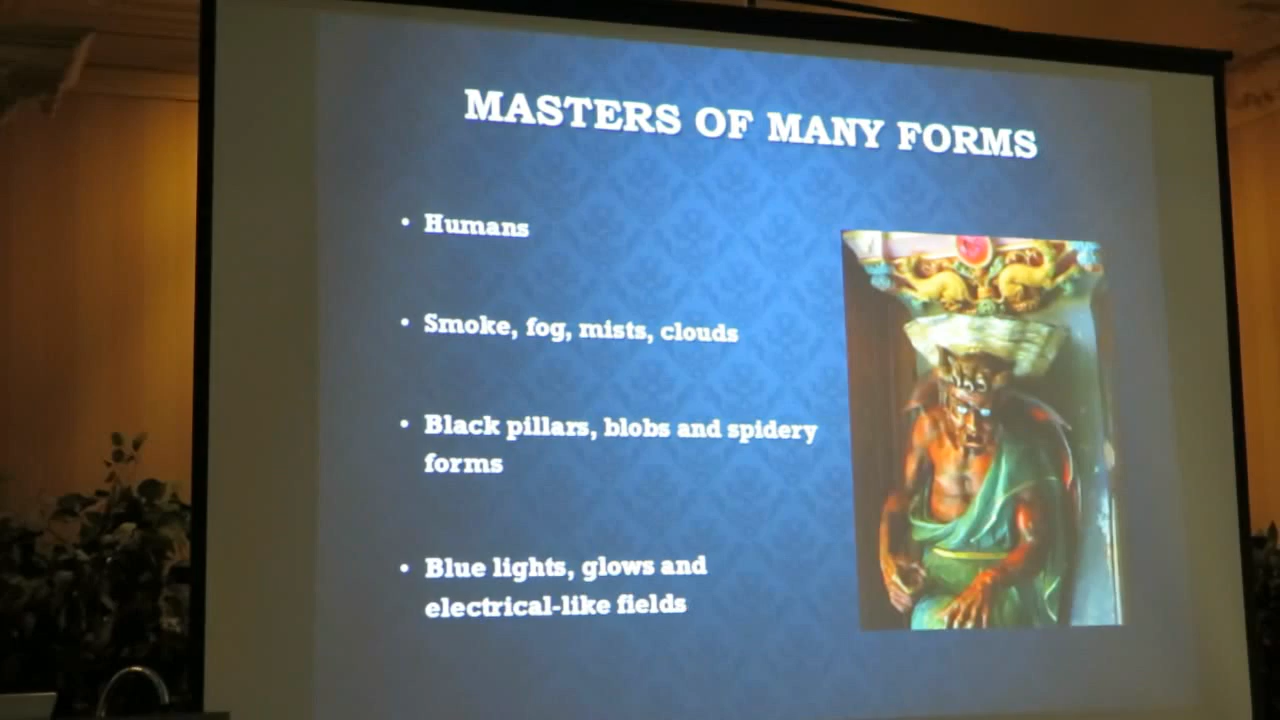 MASTERS OF MANY FORMS
• Humans
• Smoke, fog, mists, clouds
• Black pillars, blobs and spidery
forms
• Blue lights, glows and
electrical-like fields